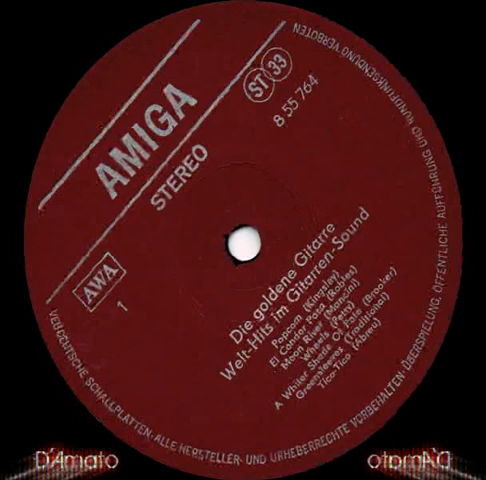 AMIGA
STEREO
ST 33
8 55 764
AWA
1
Die goldene Gitarre
Welt-Hits im Gitarren-Sound
Popcorn (Kingsley)
El Condor Pasa (Robles)
Moon River (Mancini)
Wheels (Petty)
A Whiter Shade Of Pale (Brooker)
Greensleeves (Traditional)
Tico-Tico (Abreu)
VEB DEUTSCHE SCHALLPLATTEN · ALLE HERSTELLER- UND URHEBERRECHTE VORBEHALTEN · ÜBERSPIELUNG, ÖFFENTLICHE AUFFÜHRUNG UND RUNDFUNKSENDUNG VERBOTEN
D'Amato
D'Amato